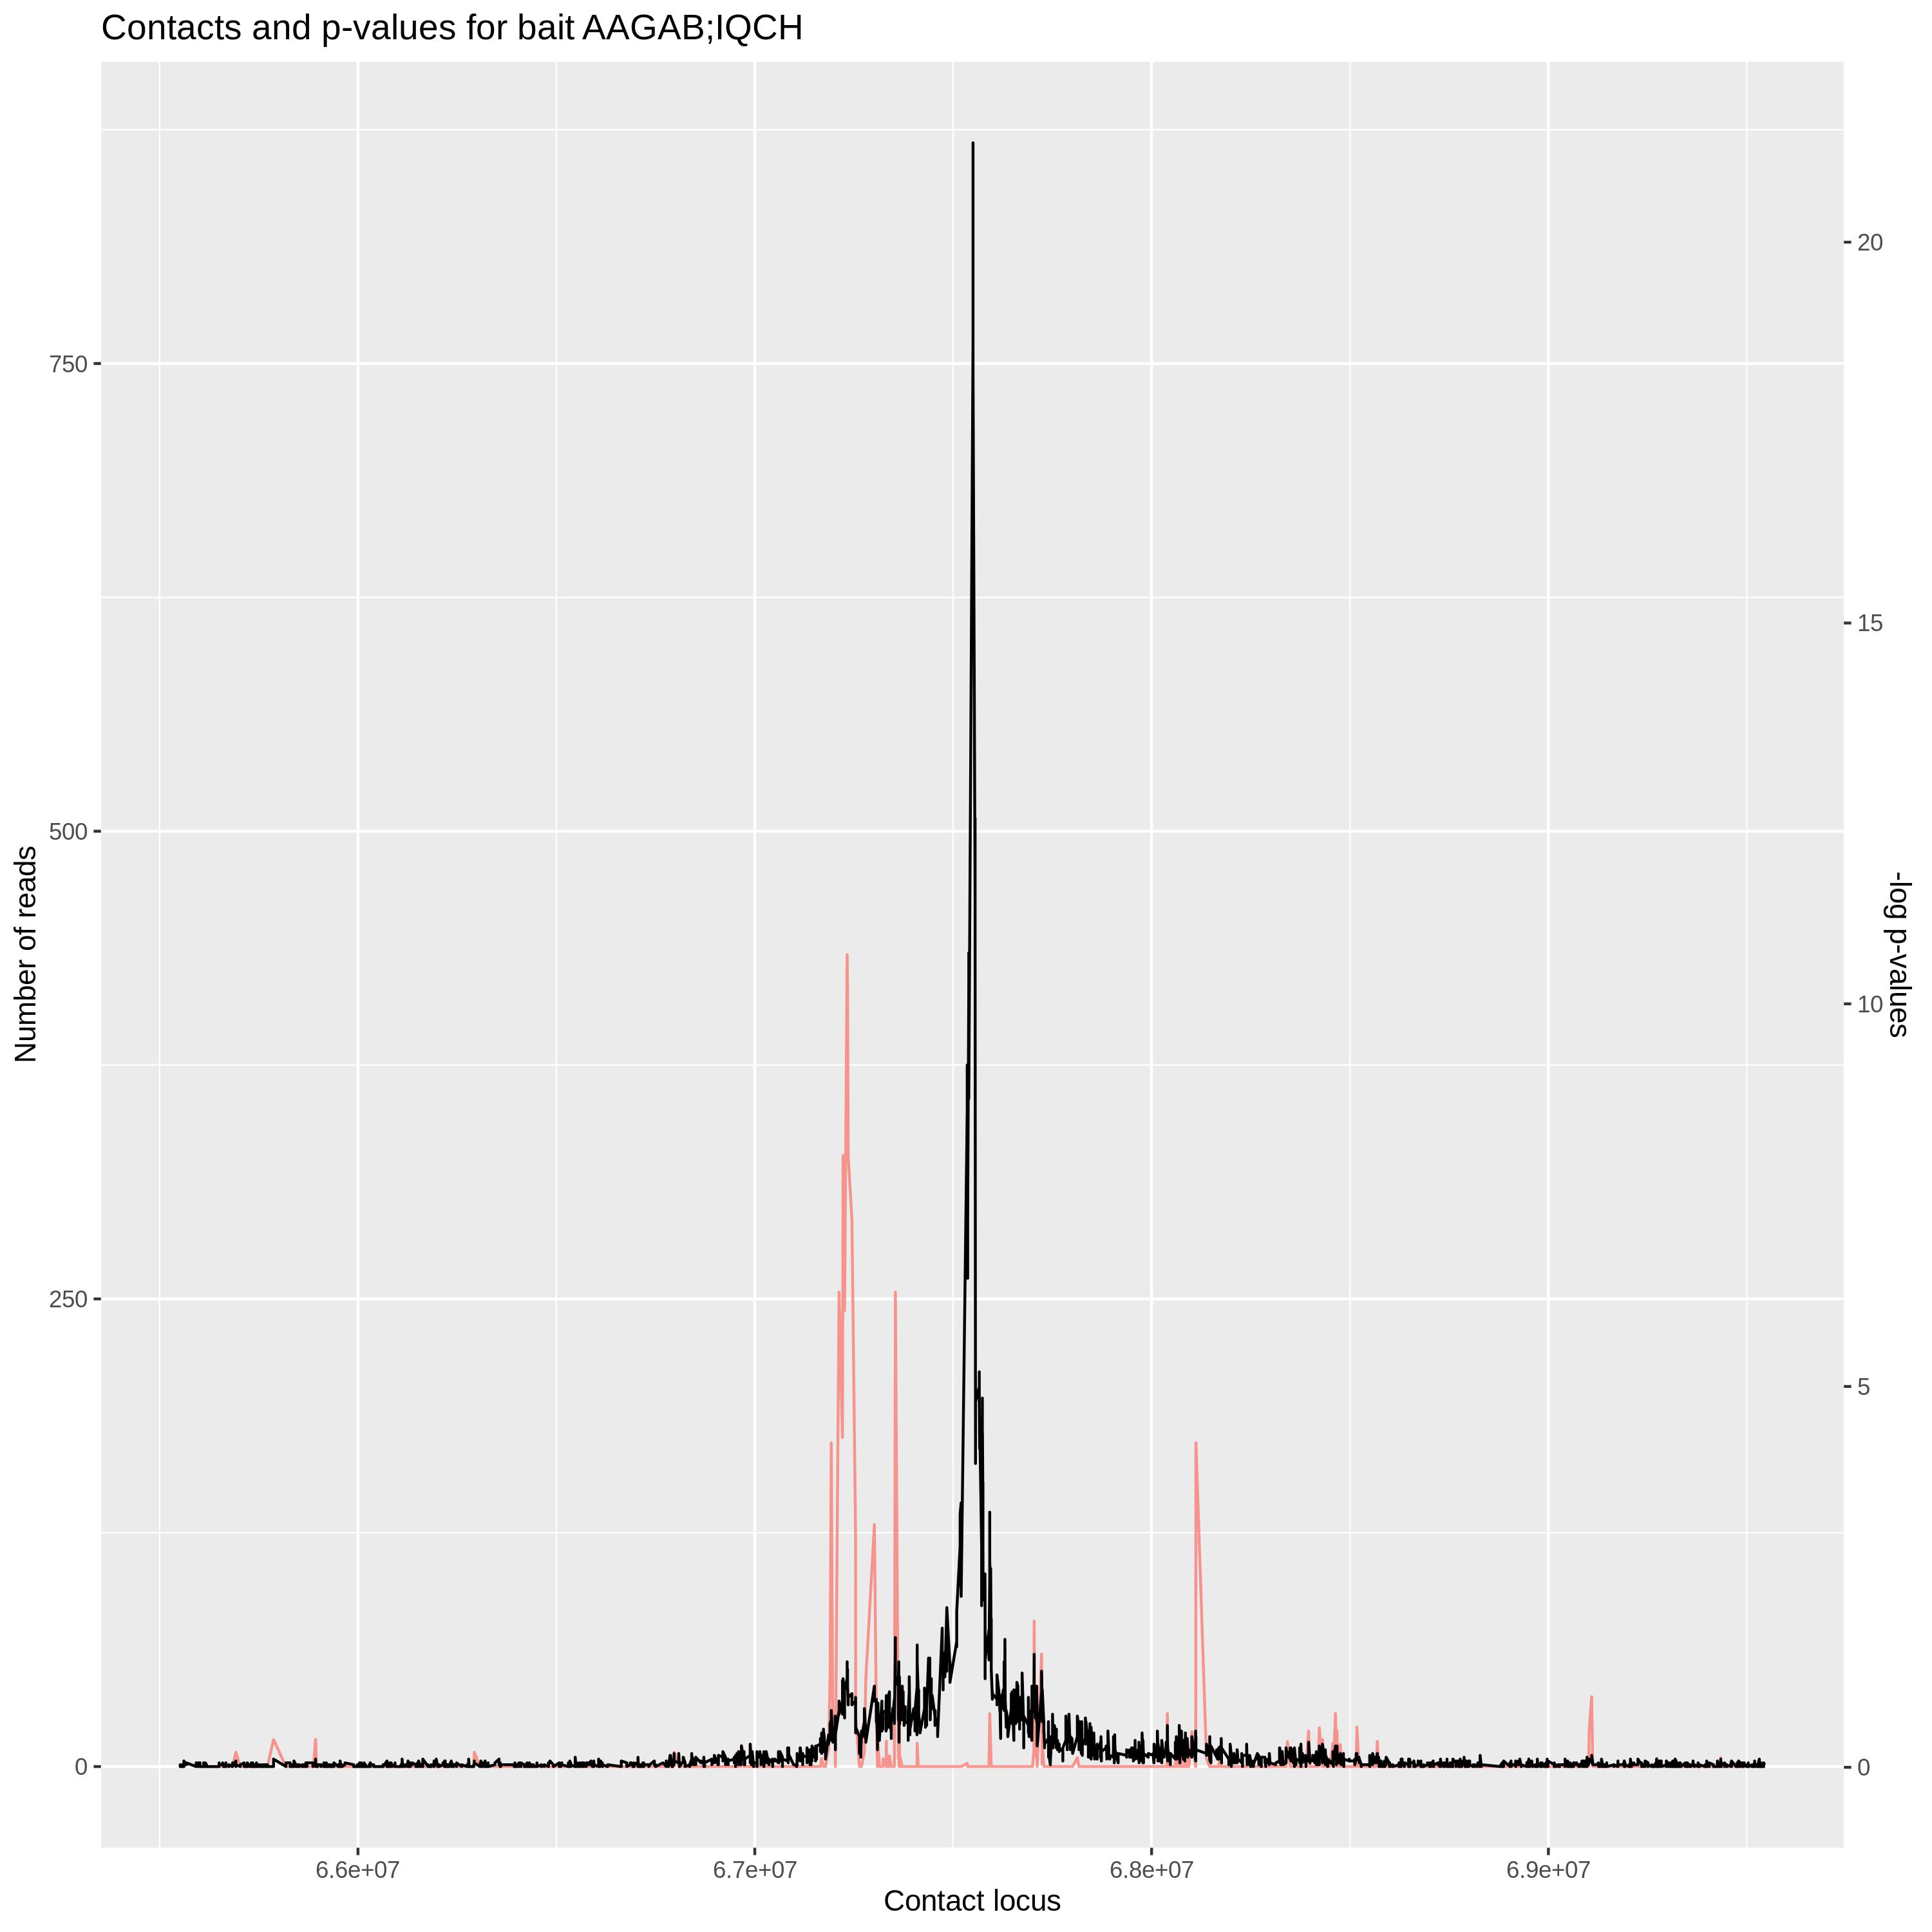 Contacts and p-values for bait AAGAB;IQCH
Number of reads
750
500
250
0
20
15
10
5
0
-log p-values
6.6e+07
6.7e+07
6.8e+07
6.9e+07
Contact locus